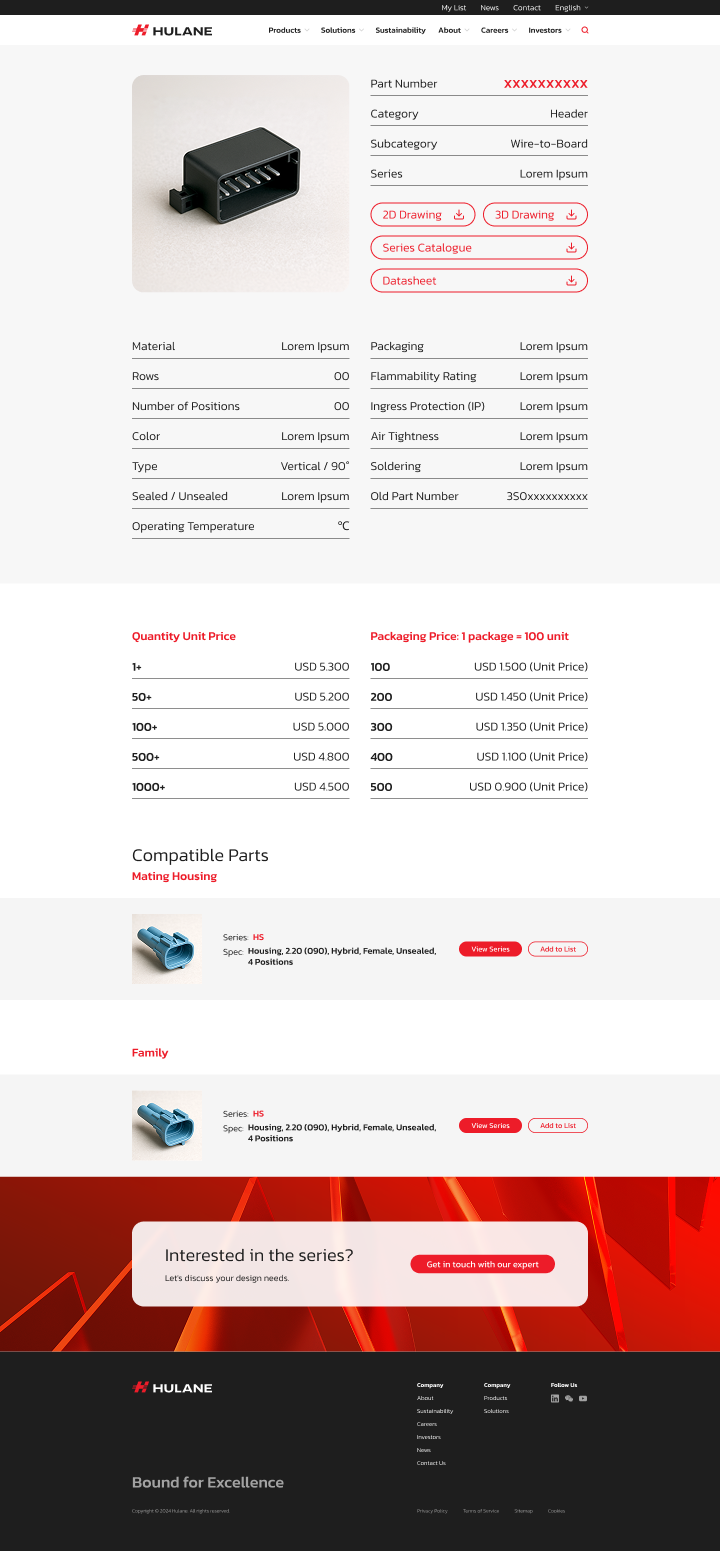 My List News Contact English
HULANE Products Solutions Sustainability About Careers Investors
Part Number XXXXXXXXXX
Category Header
Subcategory Wire-to-Board
Series Lorem Ipsum
2D Drawing 3D Drawing
Series Catalogue
Datasheet
Material Lorem Ipsum
Rows 00
Number of Positions 00
Color Lorem Ipsum
Type Vertical / 90°
Sealed / Unsealed Lorem Ipsum
Operating Temperature °C
Packaging Lorem Ipsum
Flammability Rating Lorem Ipsum
Ingress Protection (IP) Lorem Ipsum
Air Tightness Lorem Ipsum
Soldering Lorem Ipsum
Old Part Number 3S0xxxxxxxxxx
Quantity Unit Price
1+ USD 5.300
50+ USD 5.200
100+ USD 5.000
500+ USD 4.800
1000+ USD 4.500
Packaging Price: 1 package = 100 unit
100 USD 1.500 (Unit Price)
200 USD 1.450 (Unit Price)
300 USD 1.350 (Unit Price)
400 USD 1.100 (Unit Price)
500 USD 0.900 (Unit Price)
Compatible Parts
Mating Housing
Series: HS
Spec: Housing, 2.20 (090), Hybrid, Female, Unsealed,
4 Positions
View Series Add to List
Family
Series: HS
Spec: Housing, 2.20 (090), Hybrid, Female, Unsealed,
4 Positions
View Series Add to List
Interested in the series?
Let's discuss your design needs.
Get in touch with our expert
HULANE
Company
About
Sustainability
Careers
Investors
News
Contact Us
Company
Products
Solutions
Follow Us
Bound for Excellence
Copyright © 2024 Hulane. All rights reserved.
Privacy Policy Terms of Service Sitemap Cookies